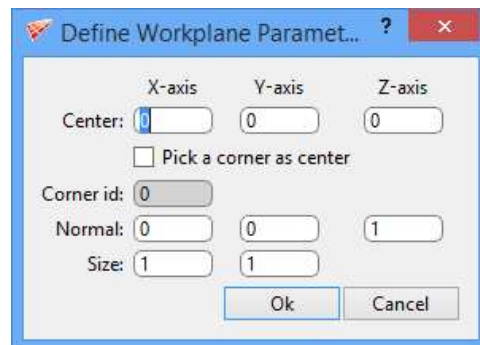 Define Workplane Paramet... ? ×
X-axis Y-axis Z-axis
Center: 0 0 0
Pick a corner as center
Corner id: 0
Normal: 0 0 1
Size: 1 1
Ok Cancel